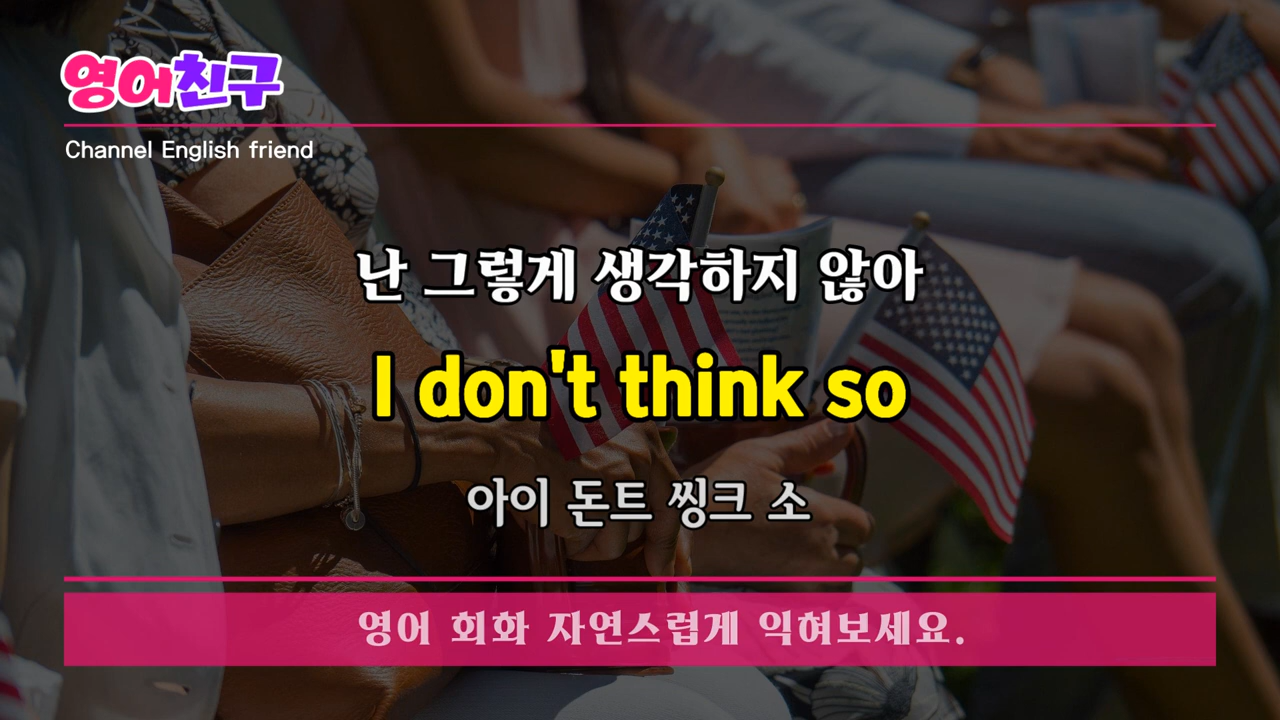 영어친구
Channel English friend
난 그렇게 생각하지 않아
I don't think so
아이 돈트 씽크 소
영어 회화 자연스럽게 익혀보세요.